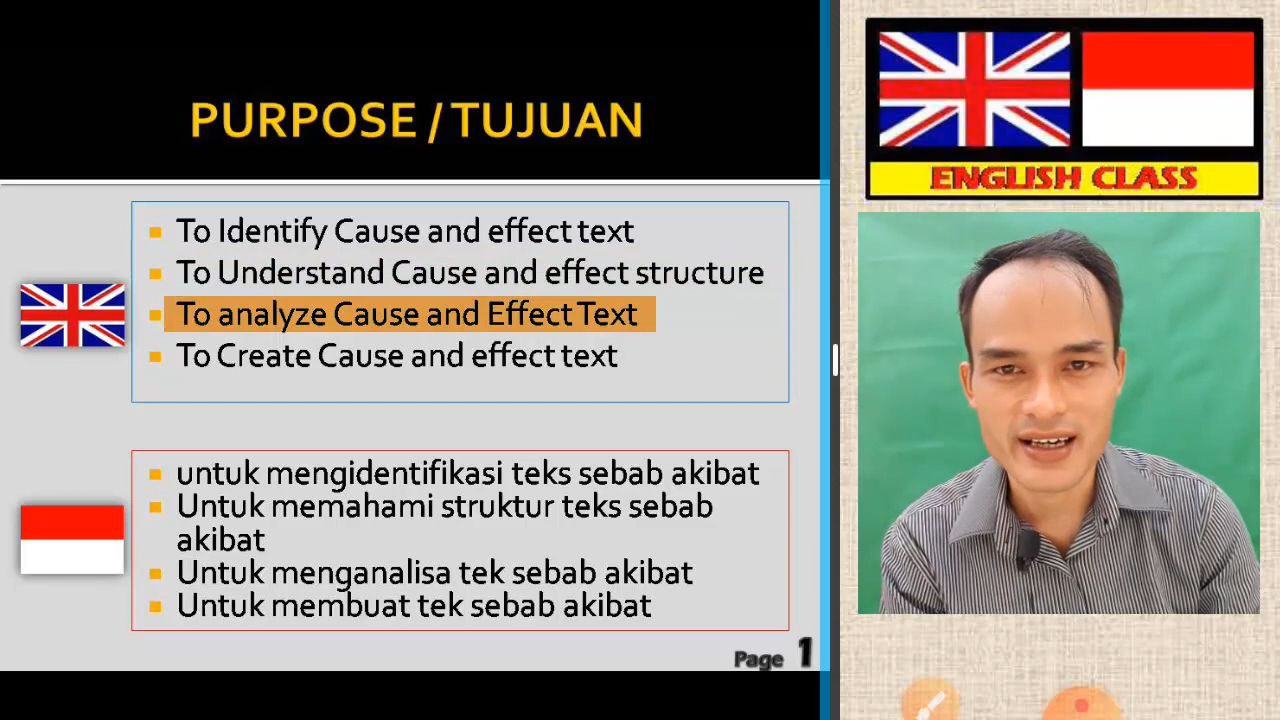 PURPOSE / TUJUAN
To Identify Cause and effect text
To Understand Cause and effect structure
To analyze Cause and Effect Text
To Create Cause and effect text
untuk mengidentifikasi teks sebab akibat
Untuk memahami struktur teks sebab
akibat
Untuk menganalisa tek sebab akibat
Untuk membuat tek sebab akibat
Page 1
ENGLISH CLASS